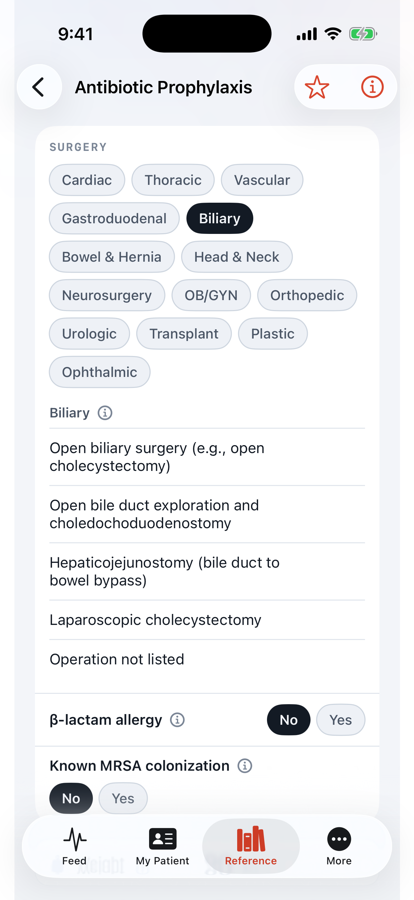 9:41
Antibiotic Prophylaxis
SURGERY
Cardiac
Thoracic
Vascular
Gastroduodenal
Biliary
Bowel & Hernia
Head & Neck
Neurosurgery
OB/GYN
Orthopedic
Urologic
Transplant
Plastic
Ophthalmic
Biliary
Open biliary surgery (e.g., open
cholecystectomy)
Open bile duct exploration and
choledochoduodenostomy
Hepaticojejunostomy (bile duct to
bowel bypass)
Laparoscopic cholecystectomy
Operation not listed
β-lactam allergy
No
Yes
Known MRSA colonization
No
Yes
Feed
My Patient
Reference
More